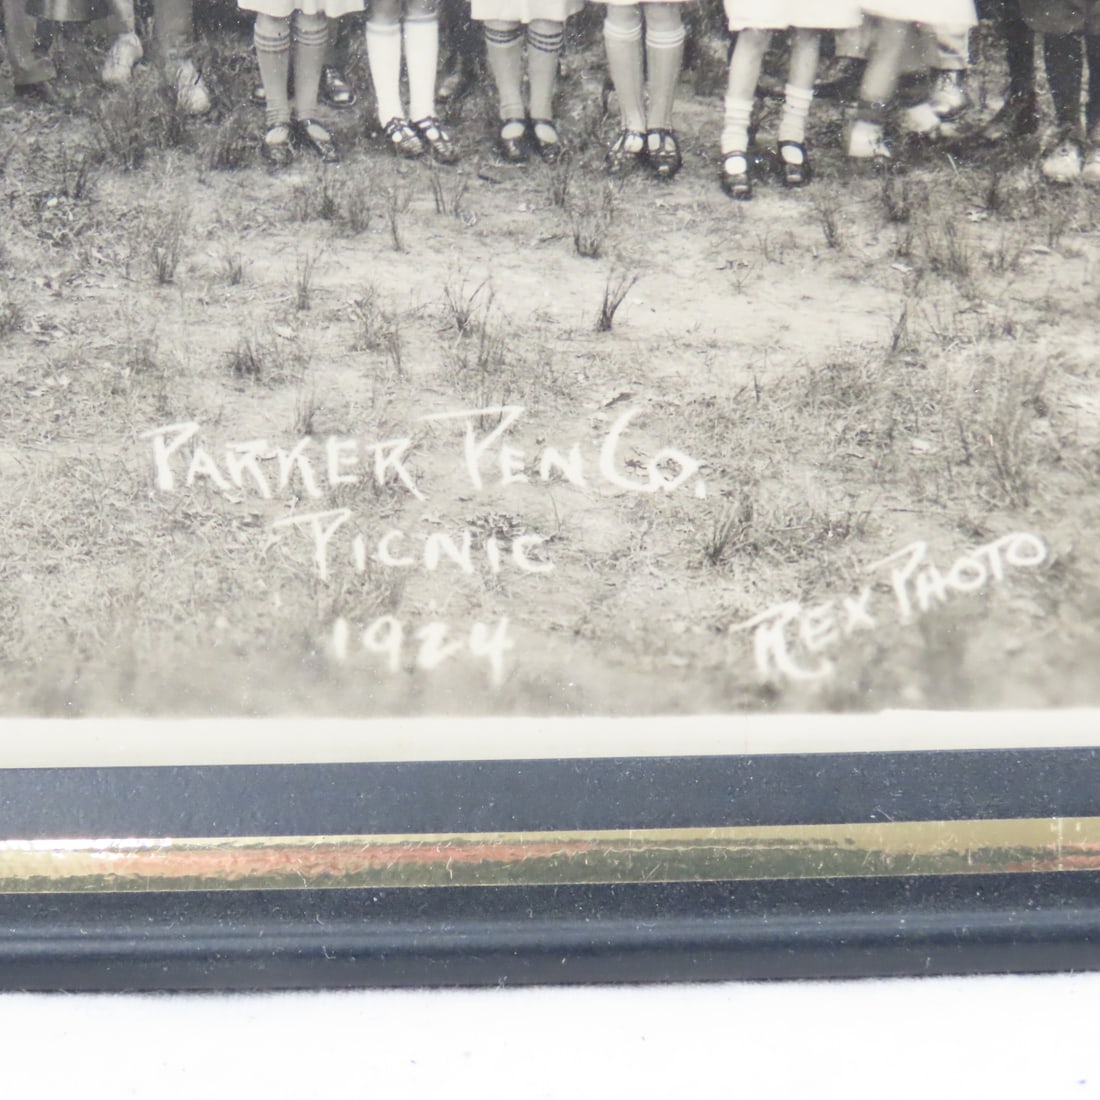 PARKER PEN CO.
PICNIC
1924
REX PHOTO